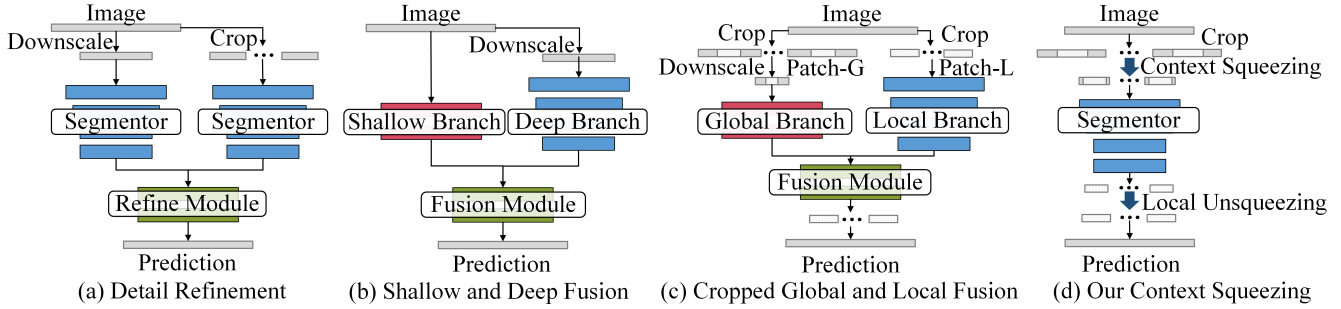 Image
Downscale
Crop
Segmentor
Segmentor
Refine Module
Prediction
(a) Detail Refinement
Image
Downscale
Shallow Branch
Deep Branch
Fusion Module
Prediction
(b) Shallow and Deep Fusion
Image
Crop
Crop
Downscale
Patch-G
Patch-L
Global Branch
Local Branch
Fusion Module
Prediction
(c) Cropped Global and Local Fusion
Image
Crop
Context Squeezing
Segmentor
Local Unsqueezing
Prediction
(d) Our Context Squeezing